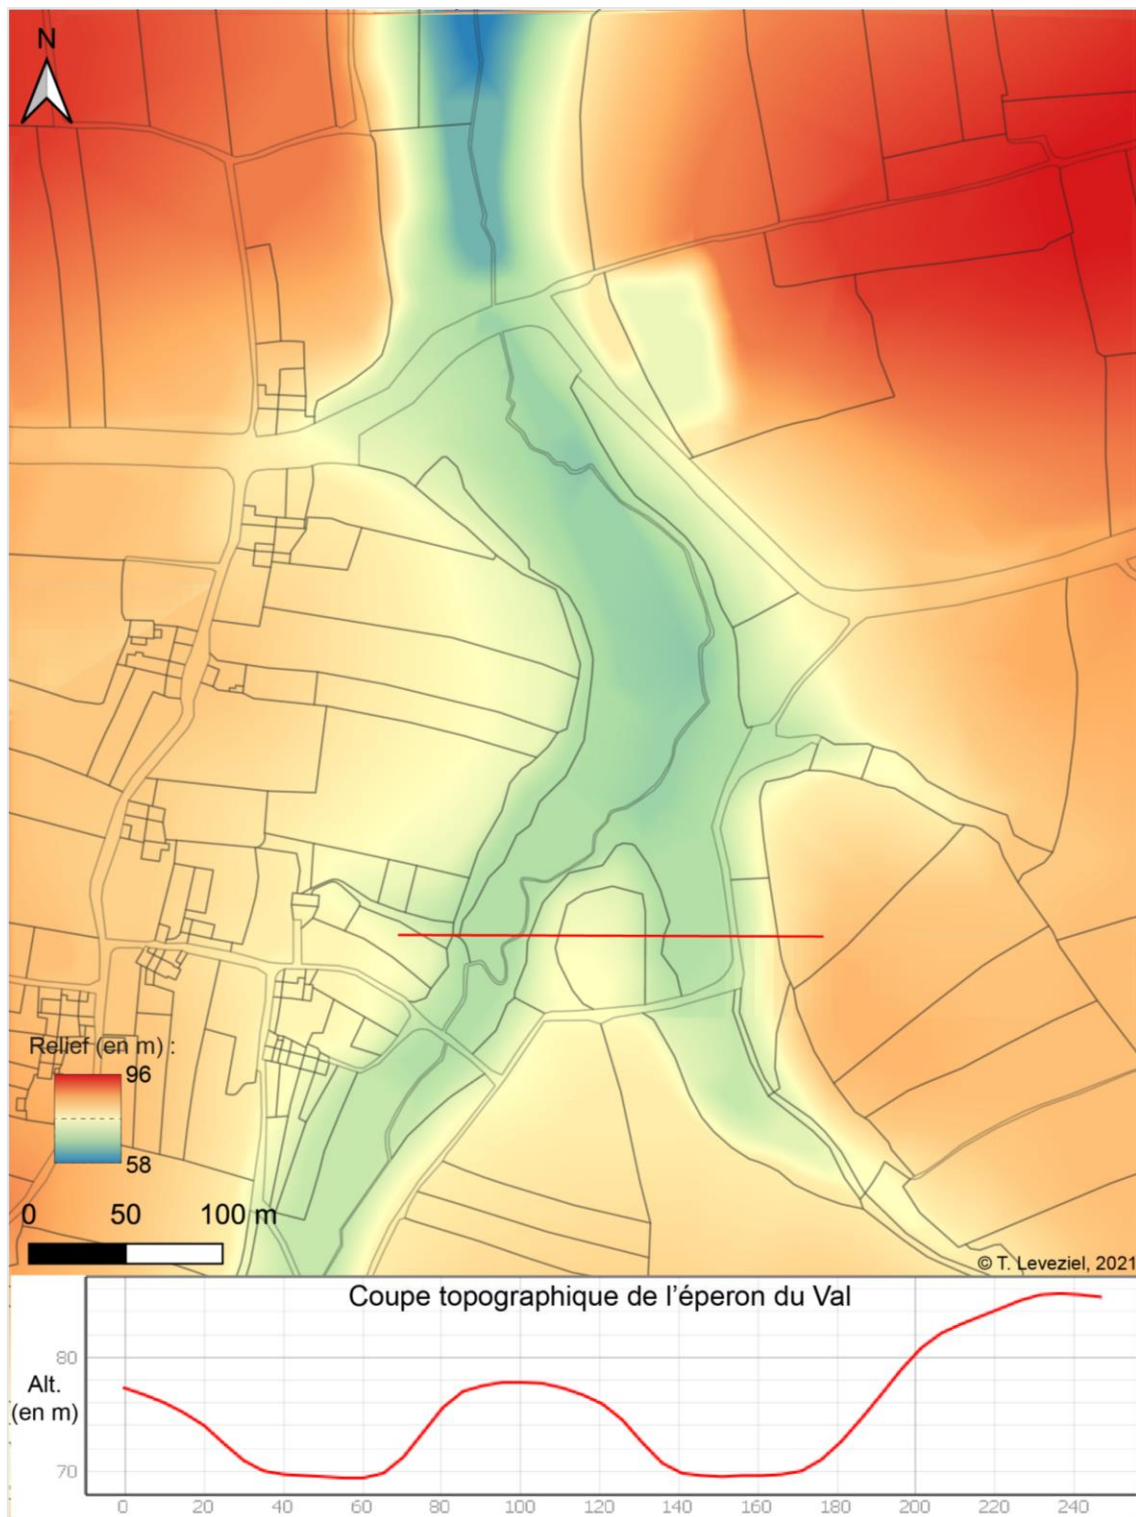 N
Relief (en m) :
96
58
0 50 100 m
© T. Leveziel, 2021
Coupe topographique de l’éperon du Val
80
Alt.
(en m)
70
0 20 40 60 80 100 120 140 160 180 200 220 240